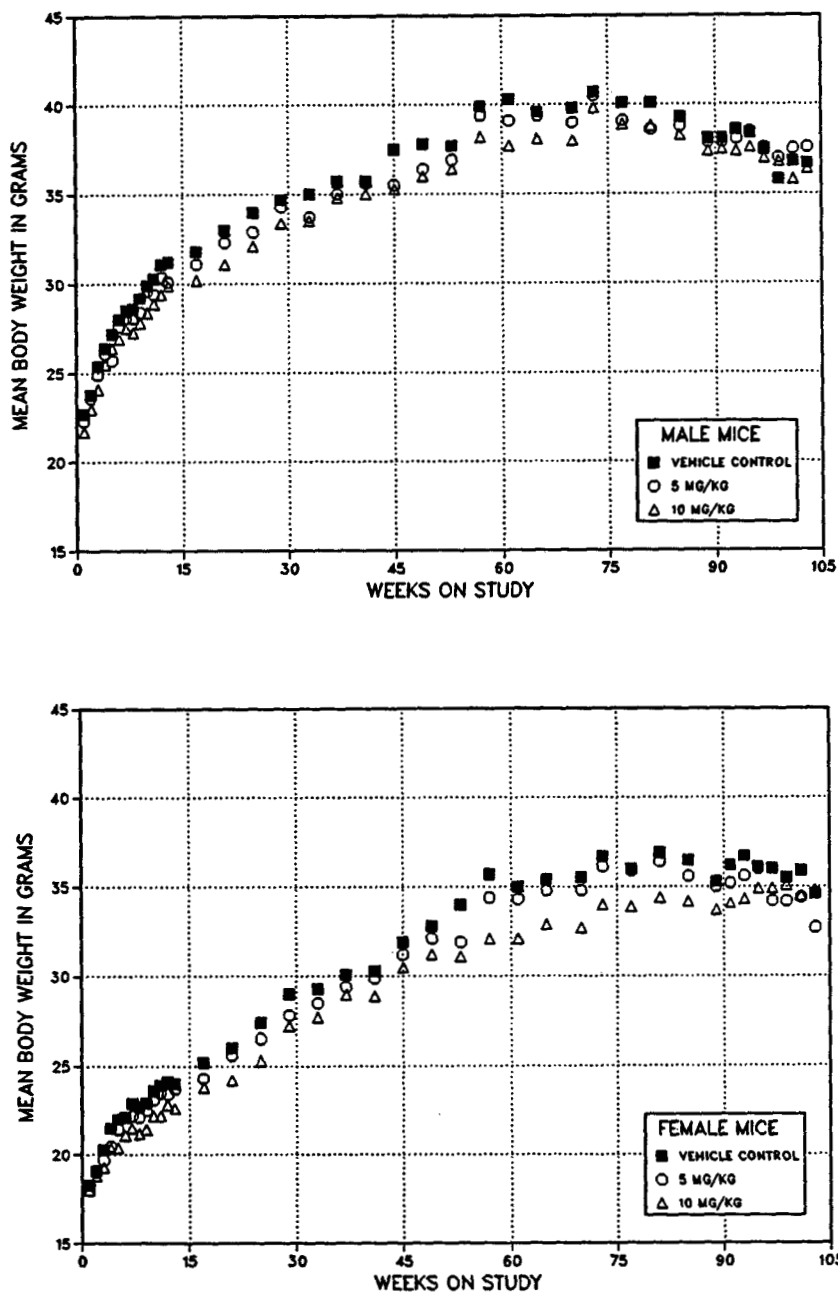 45
40
35
30
25
20
15
MEAN BODY WEIGHT IN GRAMS
MALE MICE
VEHICLE CONTROL
5 MG/KG
10 MG/KG
0 15 30 45 60 75 90 105
WEEKS ON STUDY
45
40
35
30
25
20
15
MEAN BODY WEIGHT IN GRAMS
FEMALE MICE
VEHICLE CONTROL
5 MG/KG
10 MG/KG
0 15 30 45 60 75 90 105
WEEKS ON STUDY